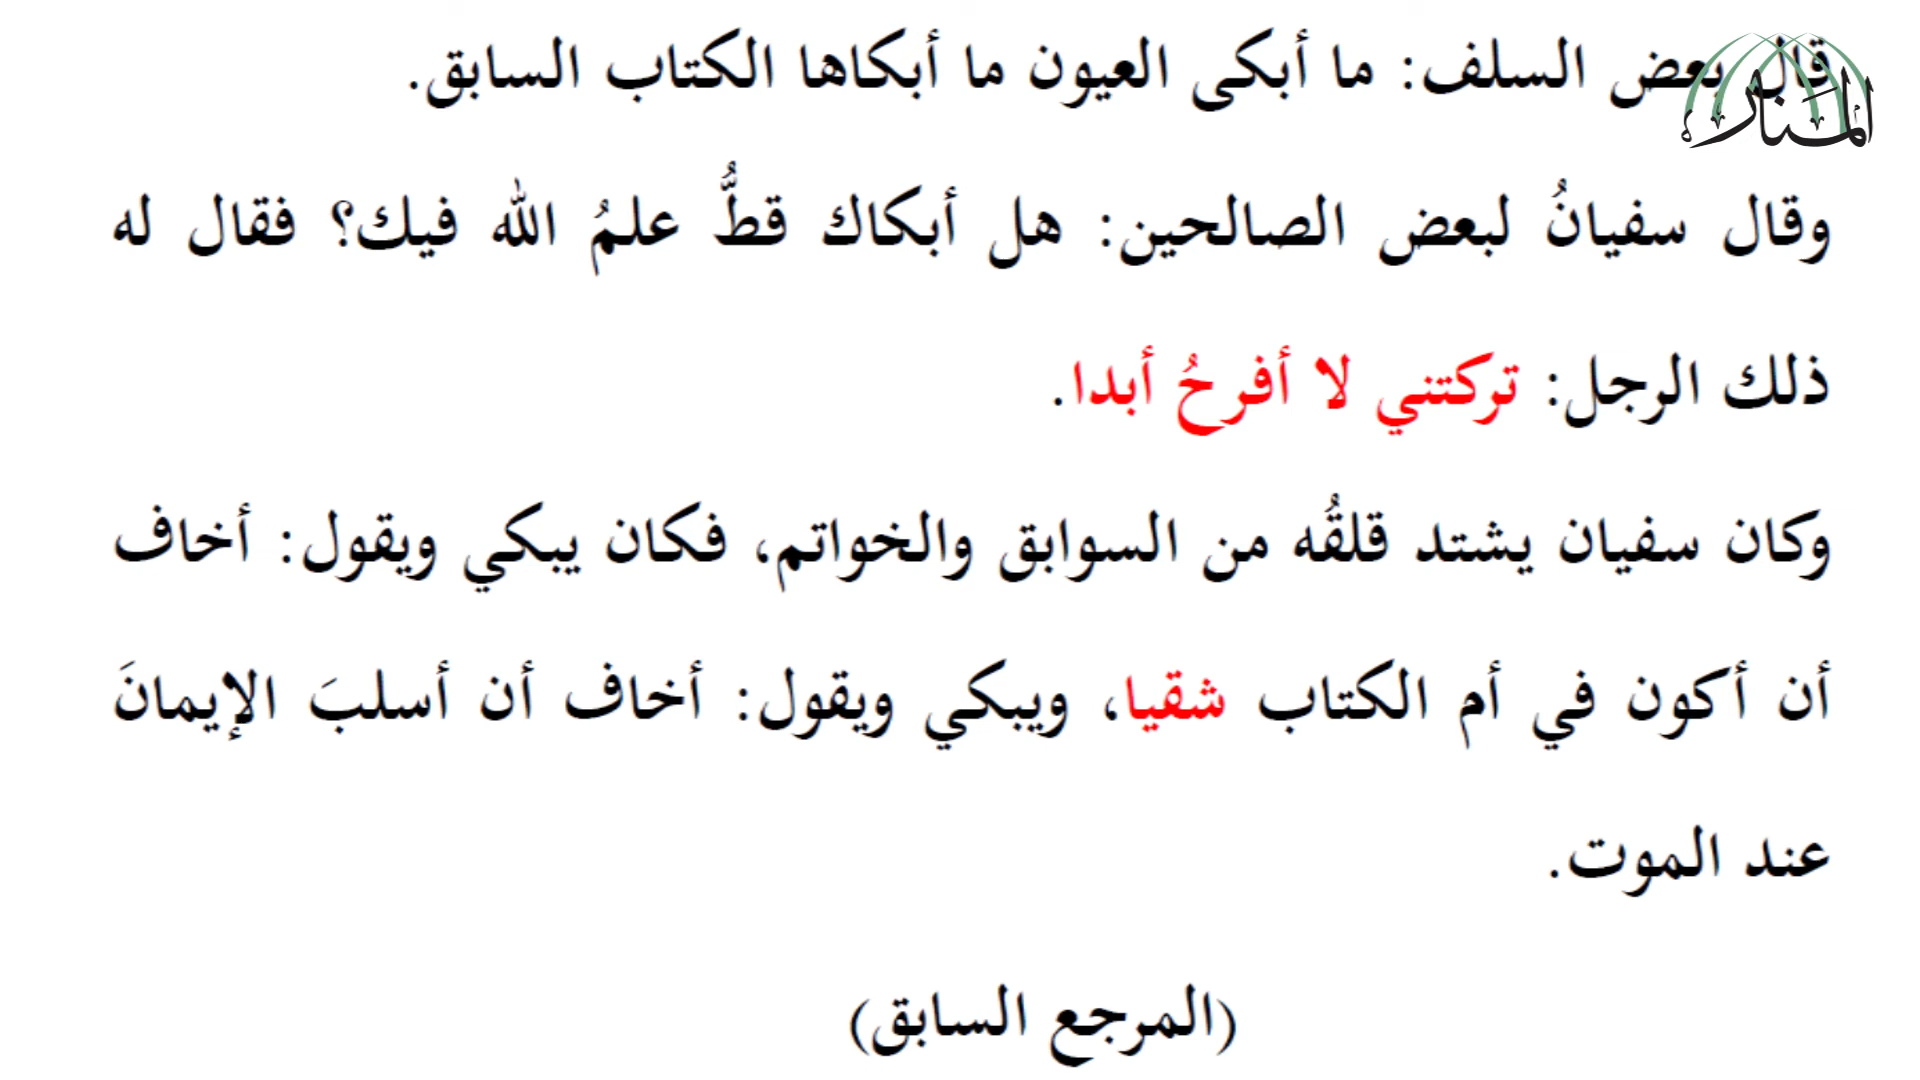 قال بعض السلف: ما أبكى العيون ما أبكاها الكتاب السابق.
المنار
وقال سفيانُ لبعض الصالحين: هل أبكاك قطُّ علمُ الله فيك؟ فقال له
ذلك الرجل: تركتني لا أفرحُ أبدا.
وكان سفيان يشتد قلقُه من السوابق والخواتم، فكان يبكي ويقول: أخاف
أن أكون في أم الكتاب شقيا، ويبكي ويقول: أخاف أن أسلبَ الإيمانَ
عند الموت.
(المرجع السابق)